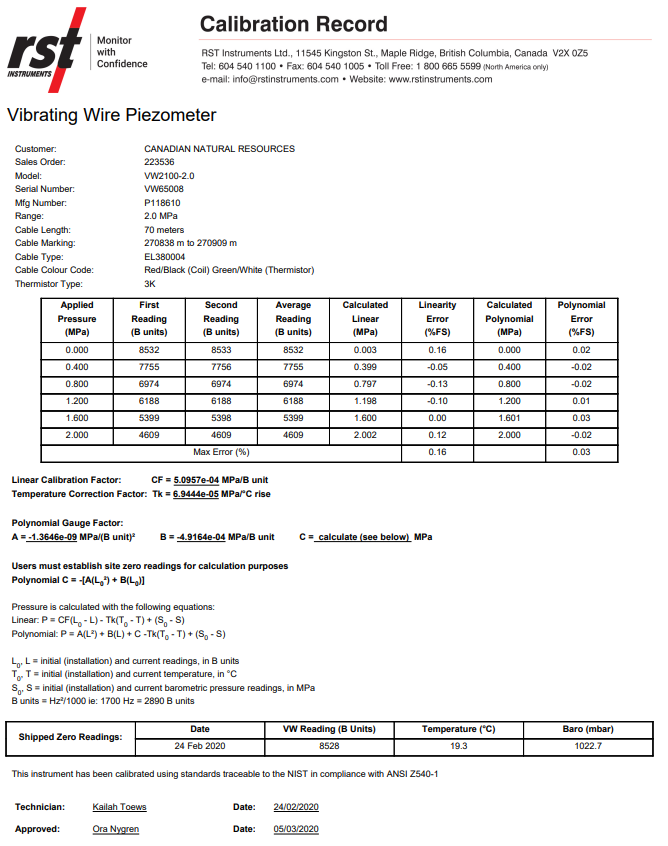 rst
INSTRUMENTS
Monitor
with
Confidence
Calibration Record
RST Instruments Ltd., 11545 Kingston St., Maple Ridge, British Columbia, Canada V2X 0Z5
Tel: 604 540 1100 • Fax: 604 540 1005 • Toll Free: 1 800 665 5599 (North America only)
e-mail: info@rstinstruments.com • Website: www.rstinstruments.com
Vibrating Wire Piezometer
Customer: CANADIAN NATURAL RESOURCES
Sales Order: 223536
Model: VW2100-2.0
Serial Number: VW65008
Mfg Number: P118610
Range: 2.0 MPa
Cable Length: 70 meters
Cable Marking: 270838 m to 270909 m
Cable Type: EL380004
Cable Colour Code: Red/Black (Coil) Green/White (Thermistor)
Thermistor Type: 3K
Applied First Second Average Calculated Linearity Calculated Polynomial
Pressure Reading Reading Reading Linear Error Polynomial Error
(MPa) (B units) (B units) (B units) (MPa) (%FS) (MPa) (%FS)
0.000 8532 8533 8532 0.003 0.16 0.000 0.02
0.400 7755 7756 7755 0.399 -0.05 0.400 -0.02
0.800 6974 6974 6974 0.797 -0.13 0.800 -0.02
1.200 6188 6188 6188 1.198 -0.10 1.200 0.01
1.600 5399 5398 5399 1.600 0.00 1.601 0.03
2.000 4609 4609 4609 2.002 0.12 2.000 -0.02
Max Error (%) 0.16 0.03
Linear Calibration Factor: CF = 5.0957e-04 MPa/B unit
Temperature Correction Factor: Tk = 6.9444e-05 MPa/°C rise
Polynomial Gauge Factor:
A = -1.3646e-09 MPa/(B unit)² B = -4.9164e-04 MPa/B unit C = calculate (see below) MPa
Users must establish site zero readings for calculation purposes
Polynomial C = -[A(L₀²) + B(L₀)]
Pressure is calculated with the following equations:
Linear: P = CF(L₀ - L) - Tk(T₀ - T) + (S₀ - S)
Polynomial: P = A(L²) + B(L) + C -Tk(T₀ - T) + (S₀ - S)
L₀, L = initial (installation) and current readings, in B units
T₀, T = initial (installation) and current temperature, in °C
S₀, S = initial (installation) and current barometric pressure readings, in MPa
B units = Hz²/1000 ie: 1700 Hz = 2890 B units
Shipped Zero Readings: Date VW Reading (B Units) Temperature (°C) Baro (mbar)
24 Feb 2020 8528 19.3 1022.7
This instrument has been calibrated using standards traceable to the NIST in compliance with ANSI Z540-1
Technician: Kailah Toews Date: 24/02/2020
Approved: Ora Nygren Date: 05/03/2020